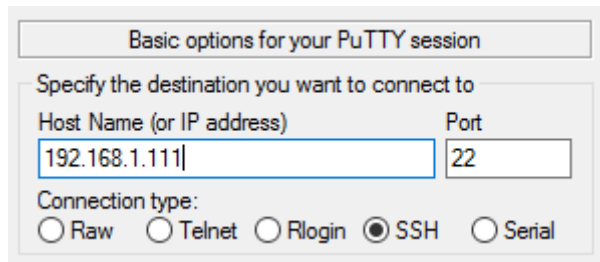 Basic options for your PuTTY session
Specify the destination you want to connect to
Host Name (or IP address) Port
192.168.1.111 22
Connection type:
Raw Telnet Rlogin SSH Serial